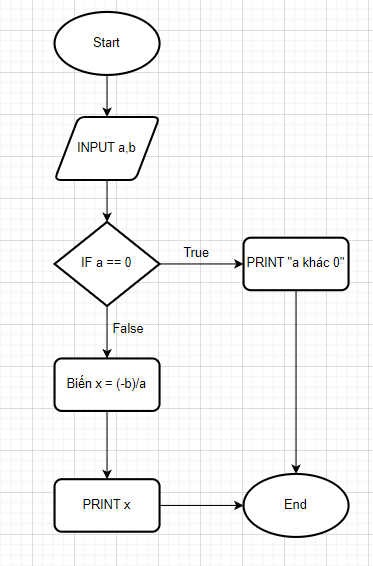 Start
INPUT a,b
IF a == 0
True
PRINT "a khác 0"
False
Biến x = (-b)/a
PRINT x
End